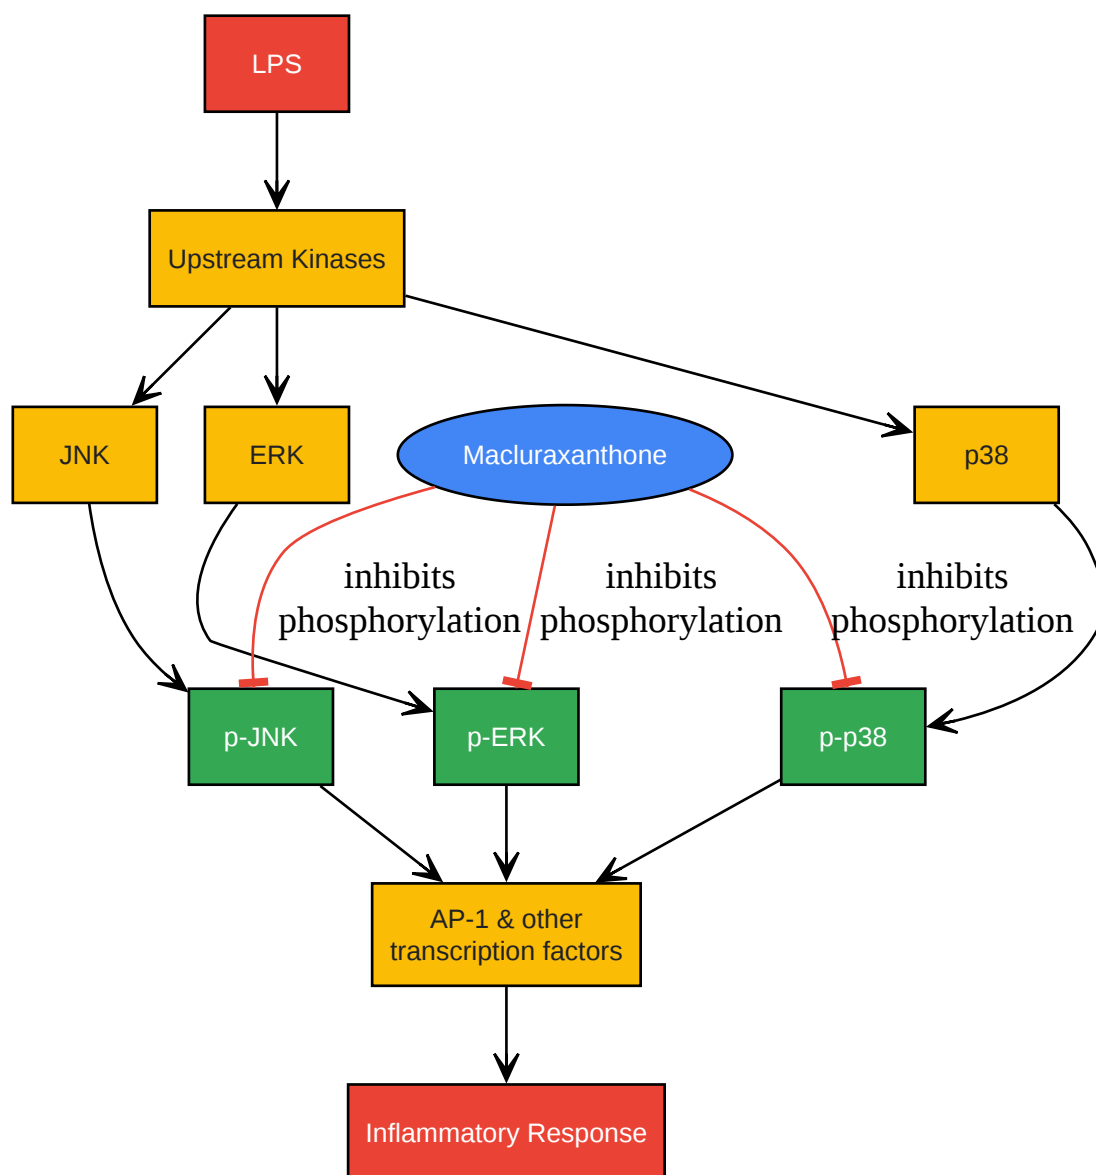 LPS
Upstream Kinases
JNK
ERK
Macluraxanthone
p38
inhibits
phosphorylation
inhibits
phosphorylation
inhibits
phosphorylation
p-JNK
p-ERK
p-p38
AP-1 & other
transcription factors
Inflammatory Response